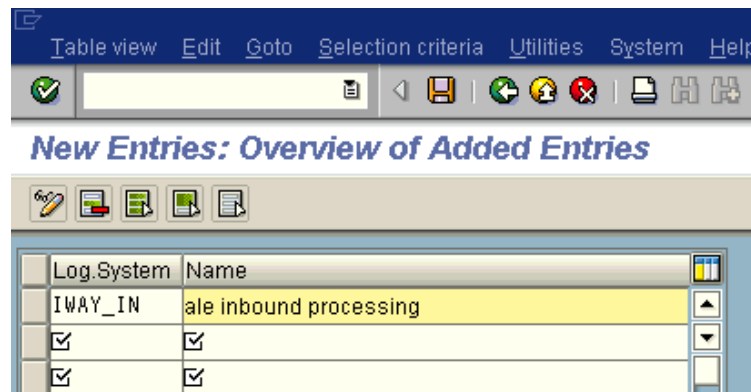 Table view Edit Goto Selection criteria Utilities System Help
New Entries: Overview of Added Entries
Log.System Name
IWAY_IN ale inbound processing